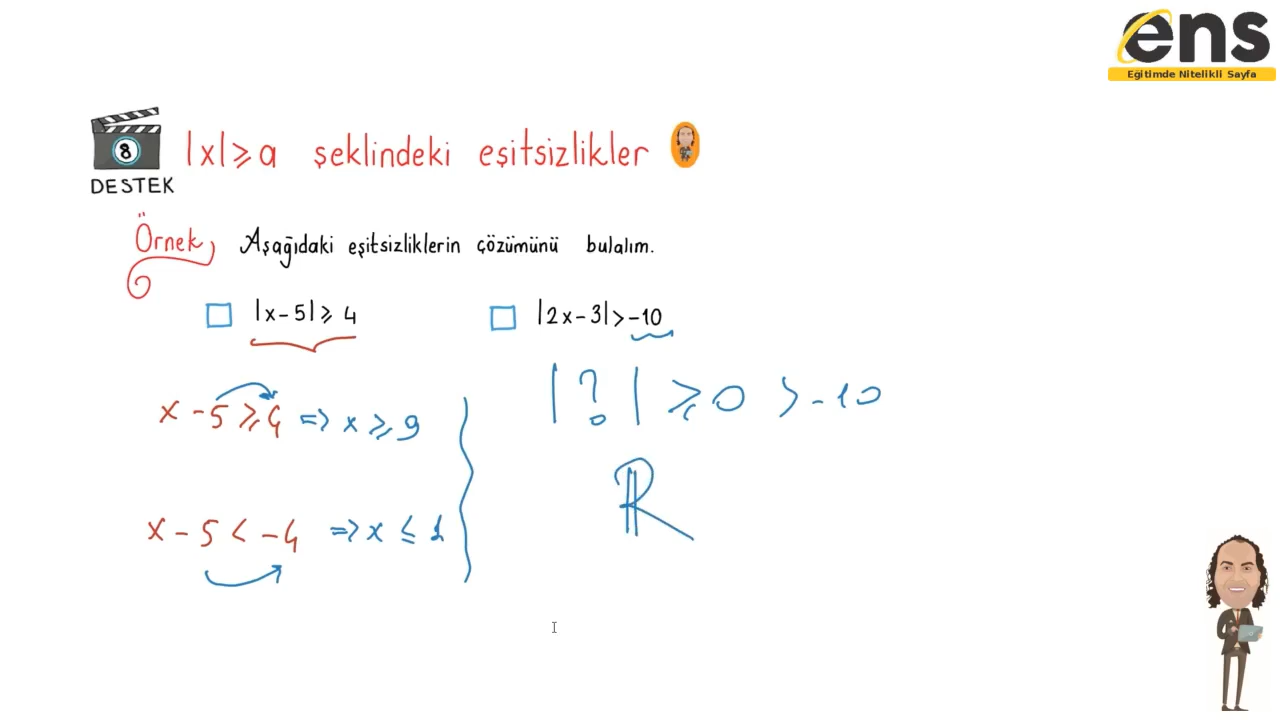 ens
Eğitimde Nitelikli Sayfa
8
DESTEK
|x|≥a şeklindeki eşitsizlikler
Örnek
Aşağıdaki eşitsizliklerin çözümünü bulalım.
|x-5|≥4
|2x-3|>-10
x-5≥4 => x≥9
|?| ≥0 >-10
ℝ
x-5<-4 => x≤1